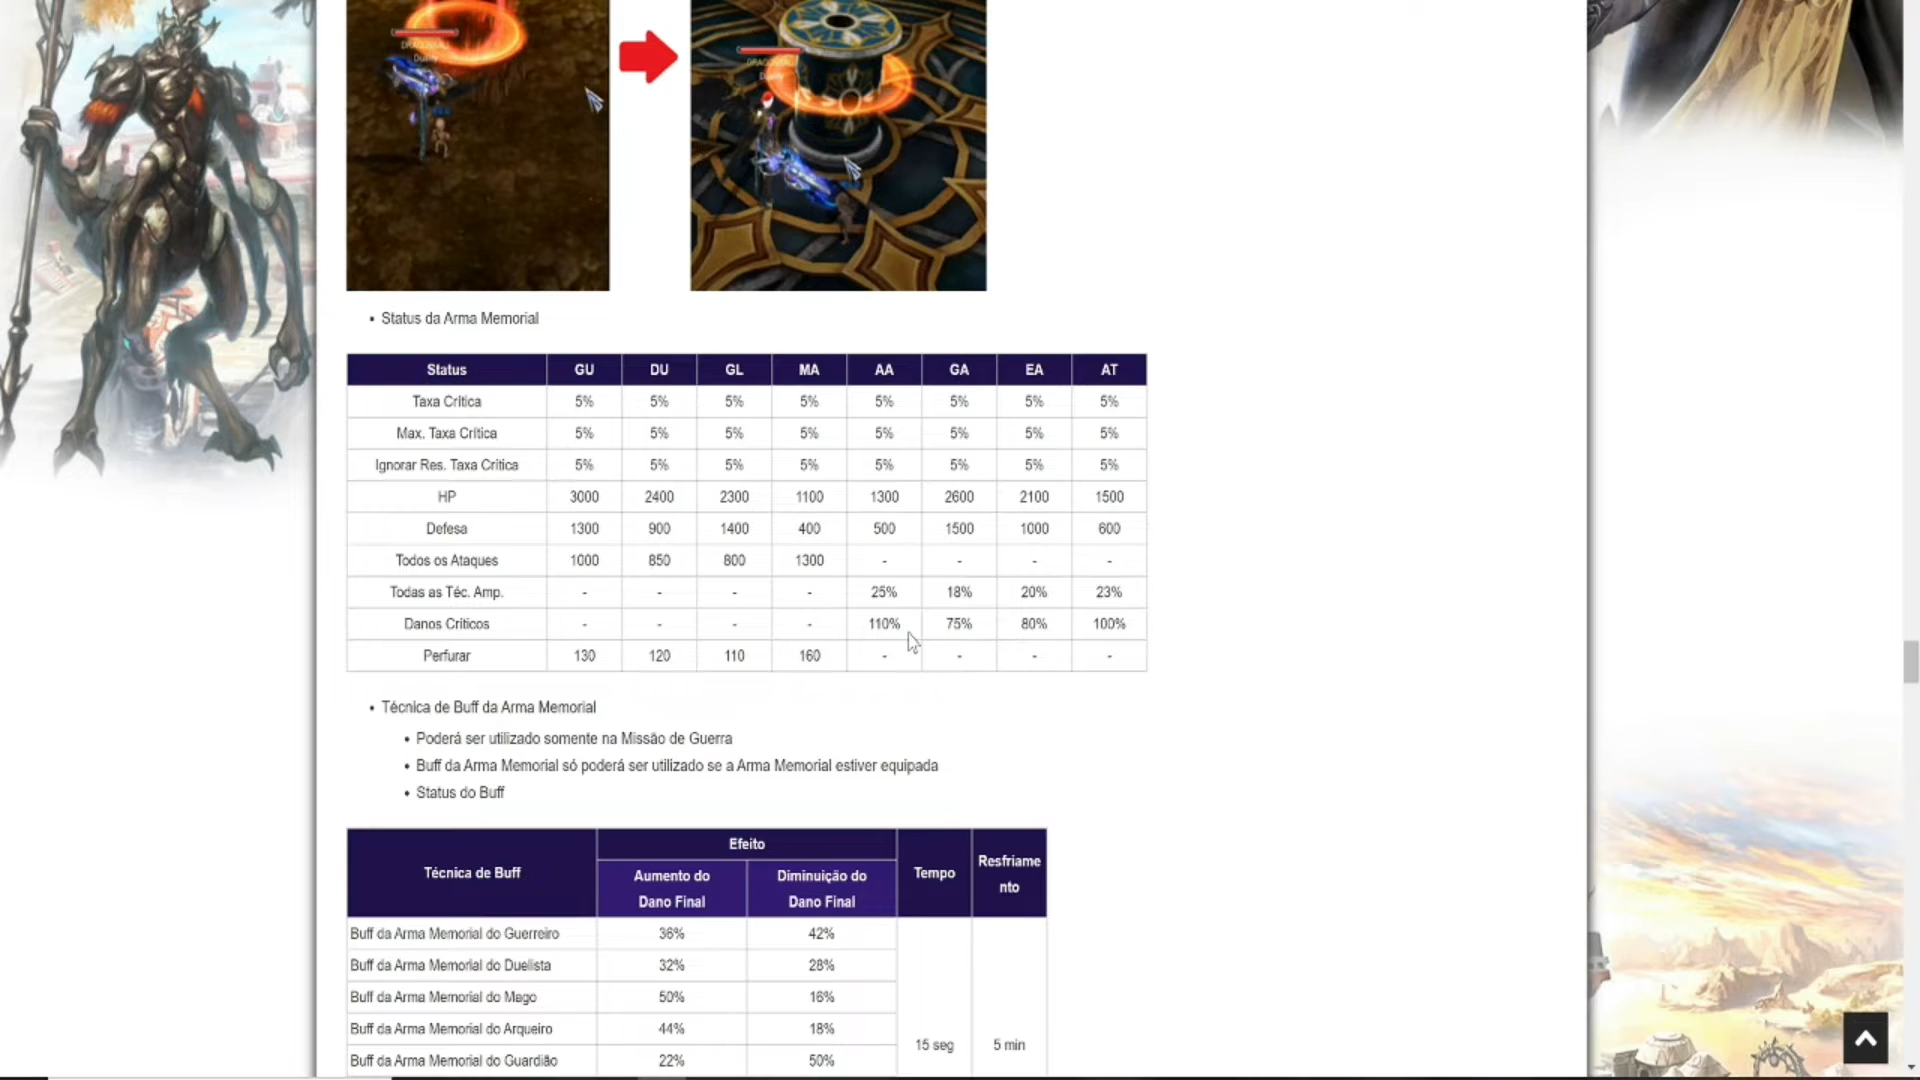 • Status da Arma Memorial
Status GU DU GL MA AA GA EA AT
Taxa Crítica 5% 5% 5% 5% 5% 5% 5% 5%
Max. Taxa Crítica 5% 5% 5% 5% 5% 5% 5% 5%
Ignorar Res. Taxa Crítica 5% 5% 5% 5% 5% 5% 5% 5%
HP 3000 2400 2300 1100 1300 2600 2100 1500
Defesa 1300 900 1400 400 500 1500 1000 600
Todos os Ataques 1000 850 800 1300 - - - -
Todas as Téc. Amp. - - - - 25% 18% 20% 23%
Danos Críticos - - - - 110% 75% 80% 100%
Perfurar 130 120 110 160 - - - -
• Técnica de Buff da Arma Memorial
• Poderá ser utilizado somente na Missão de Guerra
• Buff da Arma Memorial só poderá ser utilizado se a Arma Memorial estiver equipada
• Status do Buff
Técnica de Buff Efeito Tempo Resfriame
nto
Aumento do Diminuição do
Dano Final Dano Final
Buff da Arma Memorial do Guerreiro 36% 42%
Buff da Arma Memorial do Duelista 32% 28%
Buff da Arma Memorial do Mago 50% 16%
Buff da Arma Memorial do Arqueiro 44% 18%
15 seg 5 min
Buff da Arma Memorial do Guardião 22% 50%